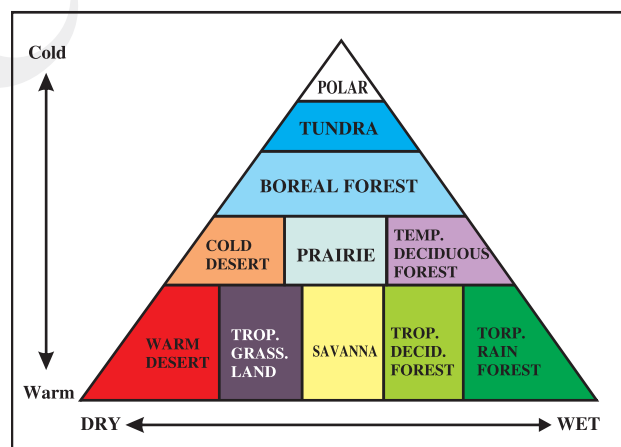 Cold
POLAR
TUNDRA
BOREAL FOREST
COLD
DESERT
PRAIRIE
TEMP.
DECIDUOUS
FOREST
WARM
DESERT
TROP.
GRASS.
LAND
SAVANNA
TROP.
DECID.
FOREST
TORP.
RAIN
FOREST
Warm
DRY
WET